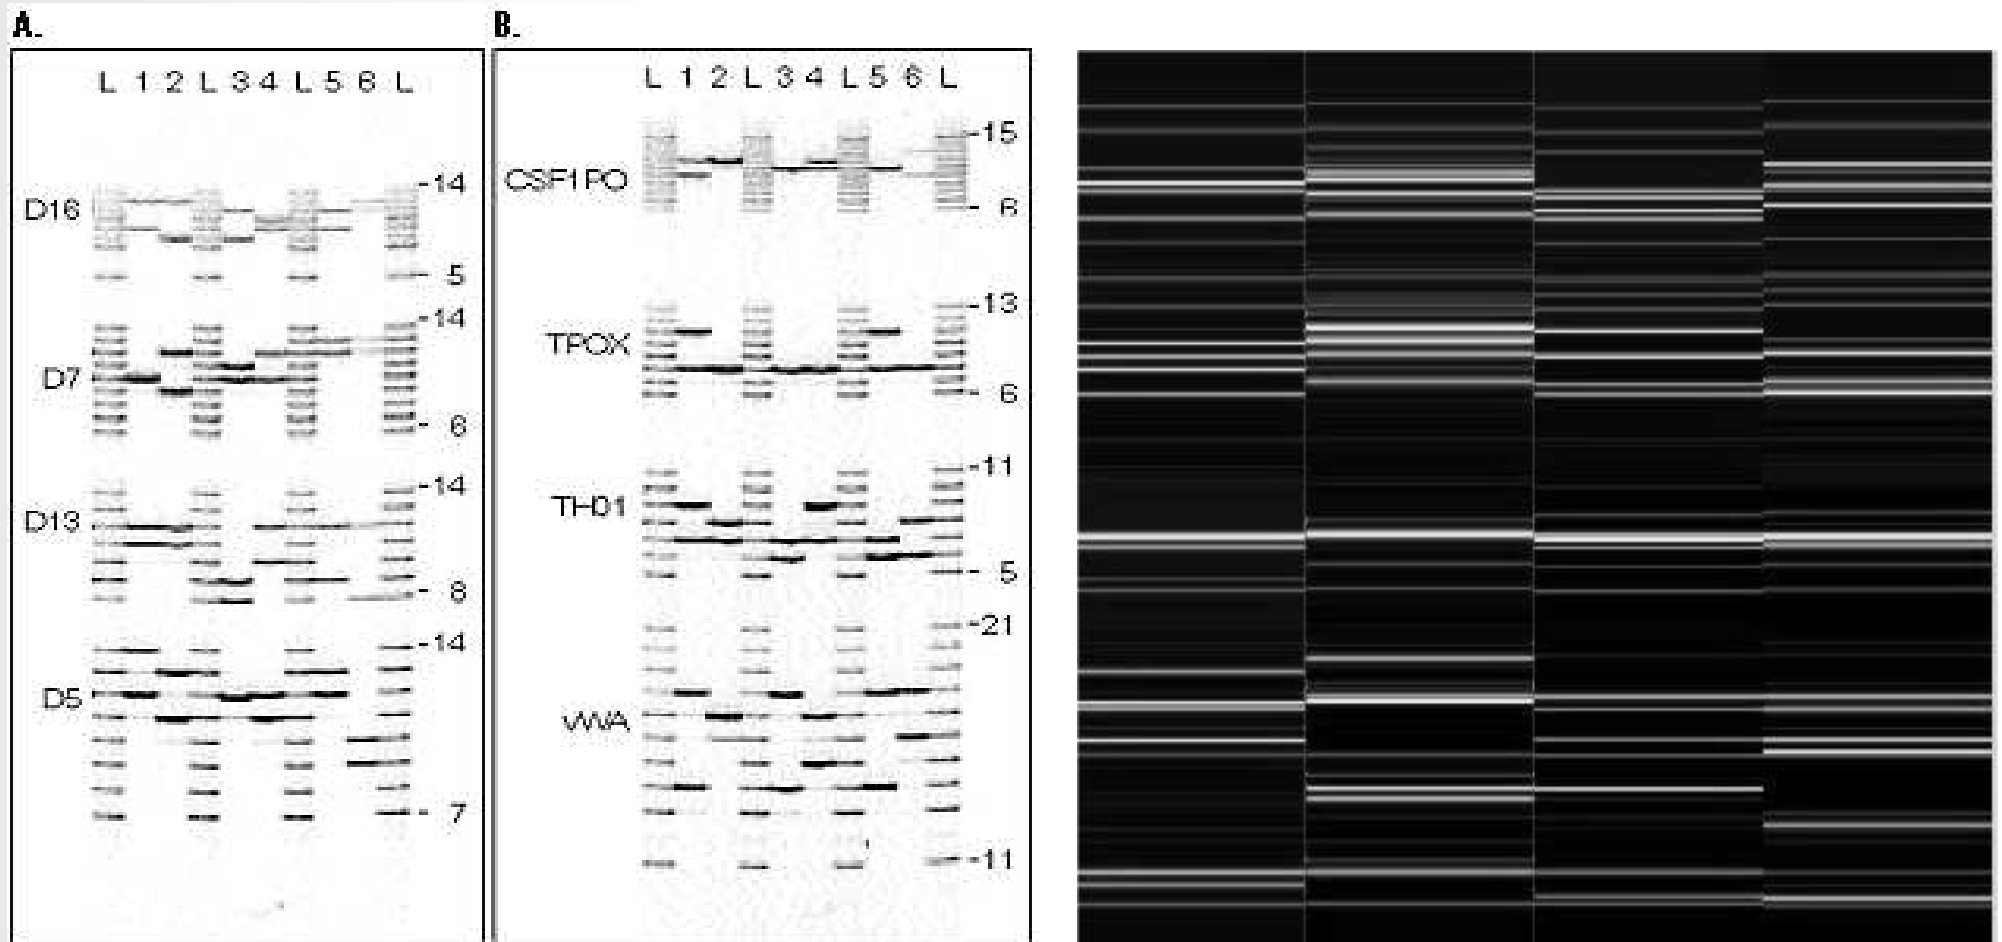 A.
L 1 2 L 3 4 L 5 6 L
D16
-14
- 5
D7
-14
- 6
D13
-14
- 8
D5
-14
- 7
B.
L 1 2 L 3 4 L 5 6 L
CSF1PO
-15
- 6
TPOX
-13
- 6
TH01
-11
- 5
-21
vWA
-11